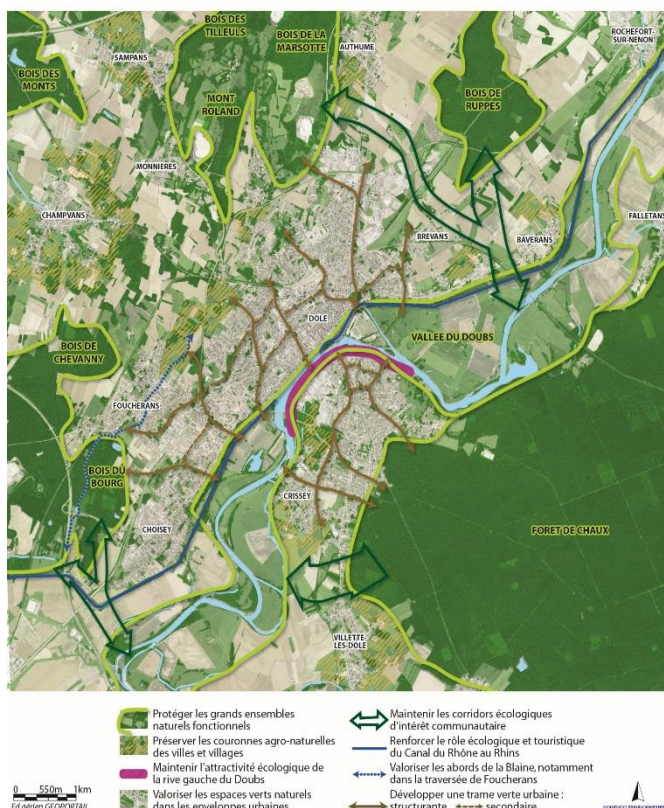 BOIS DES
TILLEULS
BOIS DE LA
MARSOTTE
AUTHUME
ROCHEFORT-
SUR-NENON
SAMPANS
BOIS DES
MONTS
MONT
ROLAND
BOIS DE
RUPPES
MONNIERES
CHAMPVANS
FALLETANS
BREVANS
BAVERANS
DOLE
VALLEE DU DOUBS
BOIS DE
CHEVANNY
FOUCHERANS
BOIS DU
BOURG
CRISSEY
CHOISEY
FORET DE CHAUX
VILLETTE-
LES-DOLE
Protéger les grands ensembles
naturels fonctionnels
Préserver les couronnes agro-naturelles
des villes et villages
Maintenir l'attractivité écologique de
la rive gauche du Doubs
Valoriser les espaces verts naturels
dans les enveloppes urbaines
Maintenir les corridors écologiques
d'intérêt communautaire
Renforcer le rôle écologique et touristique
du Canal du Rhône au Rhins
Valoriser les abords de la Blaine, notamment
dans la traversée de Foucherans
Développer une trame verte urbaine :
structurante secondaire
0 550m 1km
GEOPORTAIL